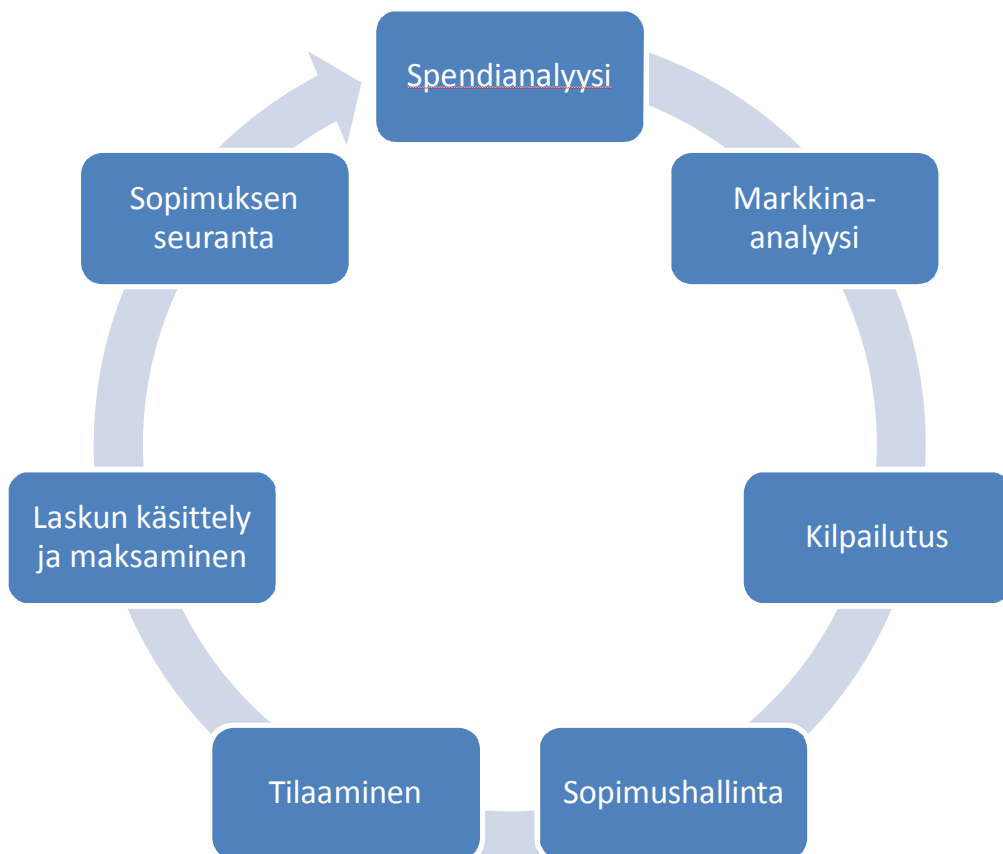 Spendianalyysi
Markkina-
analyysi
Kilpailutus
Sopimushallinta
Tilaaminen
Laskun käsittely
ja maksaminen
Sopimuksen
seuranta